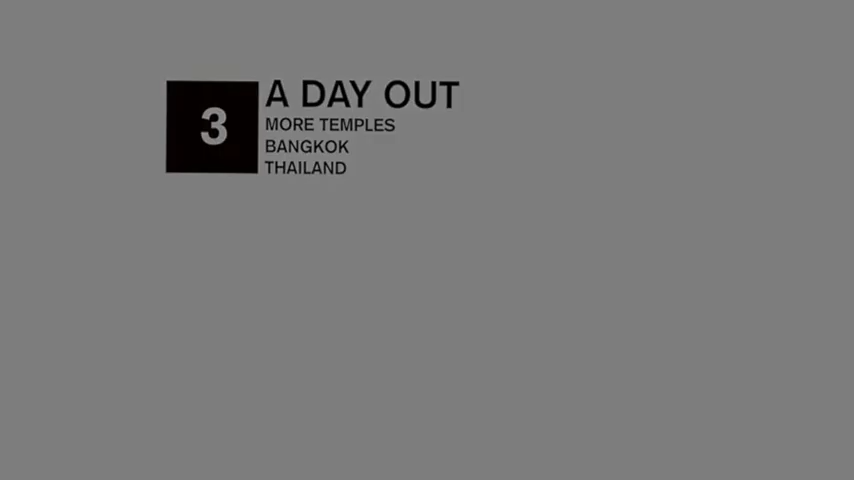 3
A DAY OUT
MORE TEMPLES
BANGKOK
THAILAND